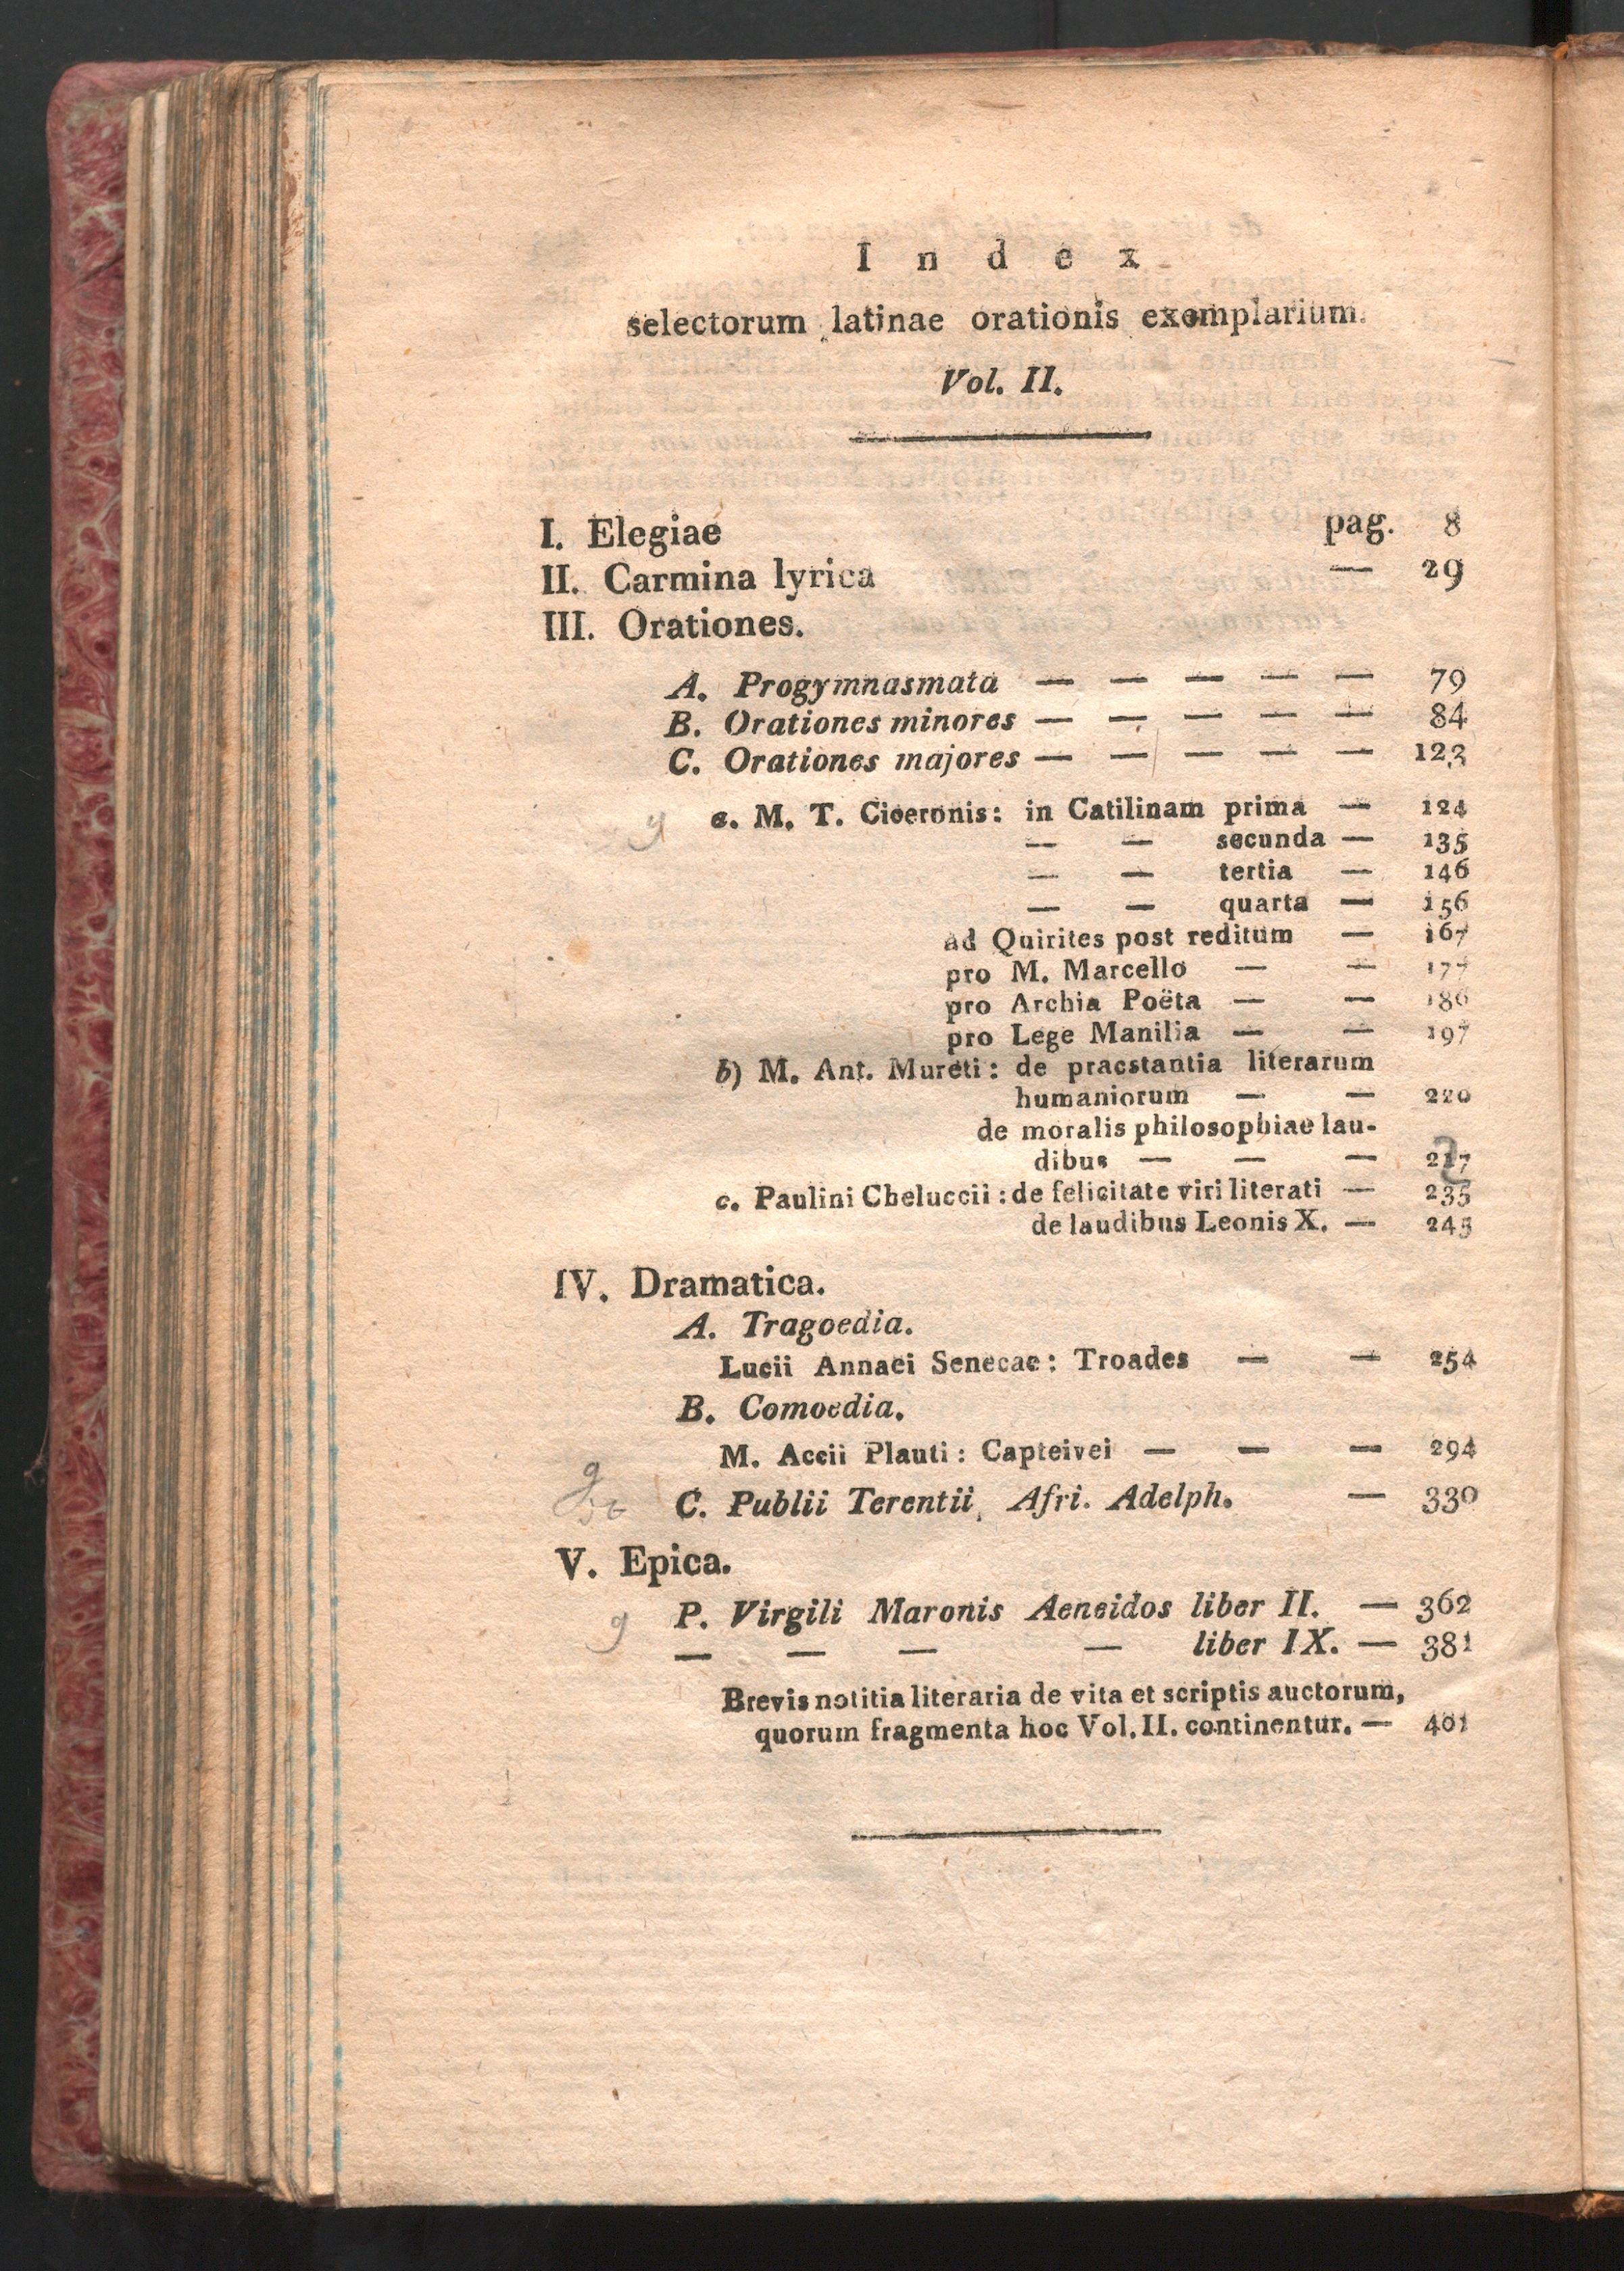 Index
selectorum latinae orationis exemplarium.
Vol. II.
I. Elegiae pag. 8
II. Carmina lyrica — 29
III. Orationes.
A. Progymnasmata — — — — — 79
B. Orationes minores — — — — — 84
C. Orationes majores — — — — — 123
a. M. T. Ciceronis: in Catilinam prima — 124
— — secunda — 135
— — tertia — 146
— — quarta — 156
ad Quirites post reditum — 167
pro M. Marcello — — 177
pro Archia Poëta — — 186
pro Lege Manilia — — 197
b) M. Ant. Mureti: de praestantia literarum
humaniorum — — 220
de moralis philosophiae lau-
dibus — — —
c. Paulini Cheluccii: de felicitate viri literati — 235
de laudibus Leonis X. — 245
IV. Dramatica.
A. Tragoedia.
Lucii Annaei Senecae: Troades — — 254
B. Comoedia.
M. Accii Plauti: Capteivei — — — 294
C. Publii Terentii, Afri. Adelph. — 330
V. Epica.
P. Virgili Maronis Aeneidos liber II. — 362
— — — — liber IX. — 381
Brevis notitia literaria de vita et scriptis auctorum,
quorum fragmenta hoc Vol. II. continentur. — 401